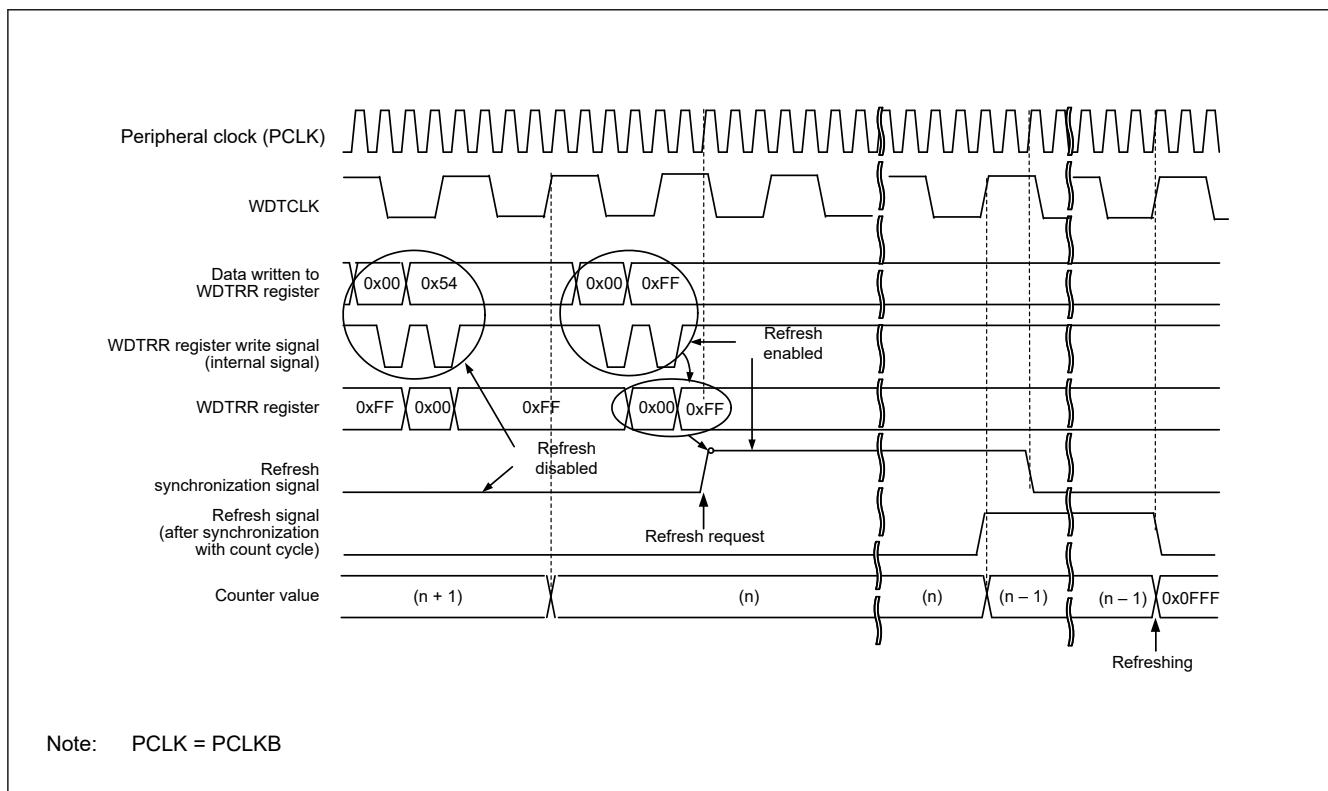 Peripheral clock (PCLK)
WDTCLK
Data written to
WDTRR register
0x00
0x54
0x00
0xFF
WDTRR register write signal
(internal signal)
Refresh
enabled
WDTRR register
0xFF
0x00
0xFF
0x00
0xFF
Refresh
disabled
Refresh
synchronization signal
Refresh request
Refresh signal
(after synchronization
with count cycle)
Counter value
(n + 1)
(n)
(n)
(n – 1)
(n – 1)
0x0FFF
Refreshing
Note: PCLK = PCLKB